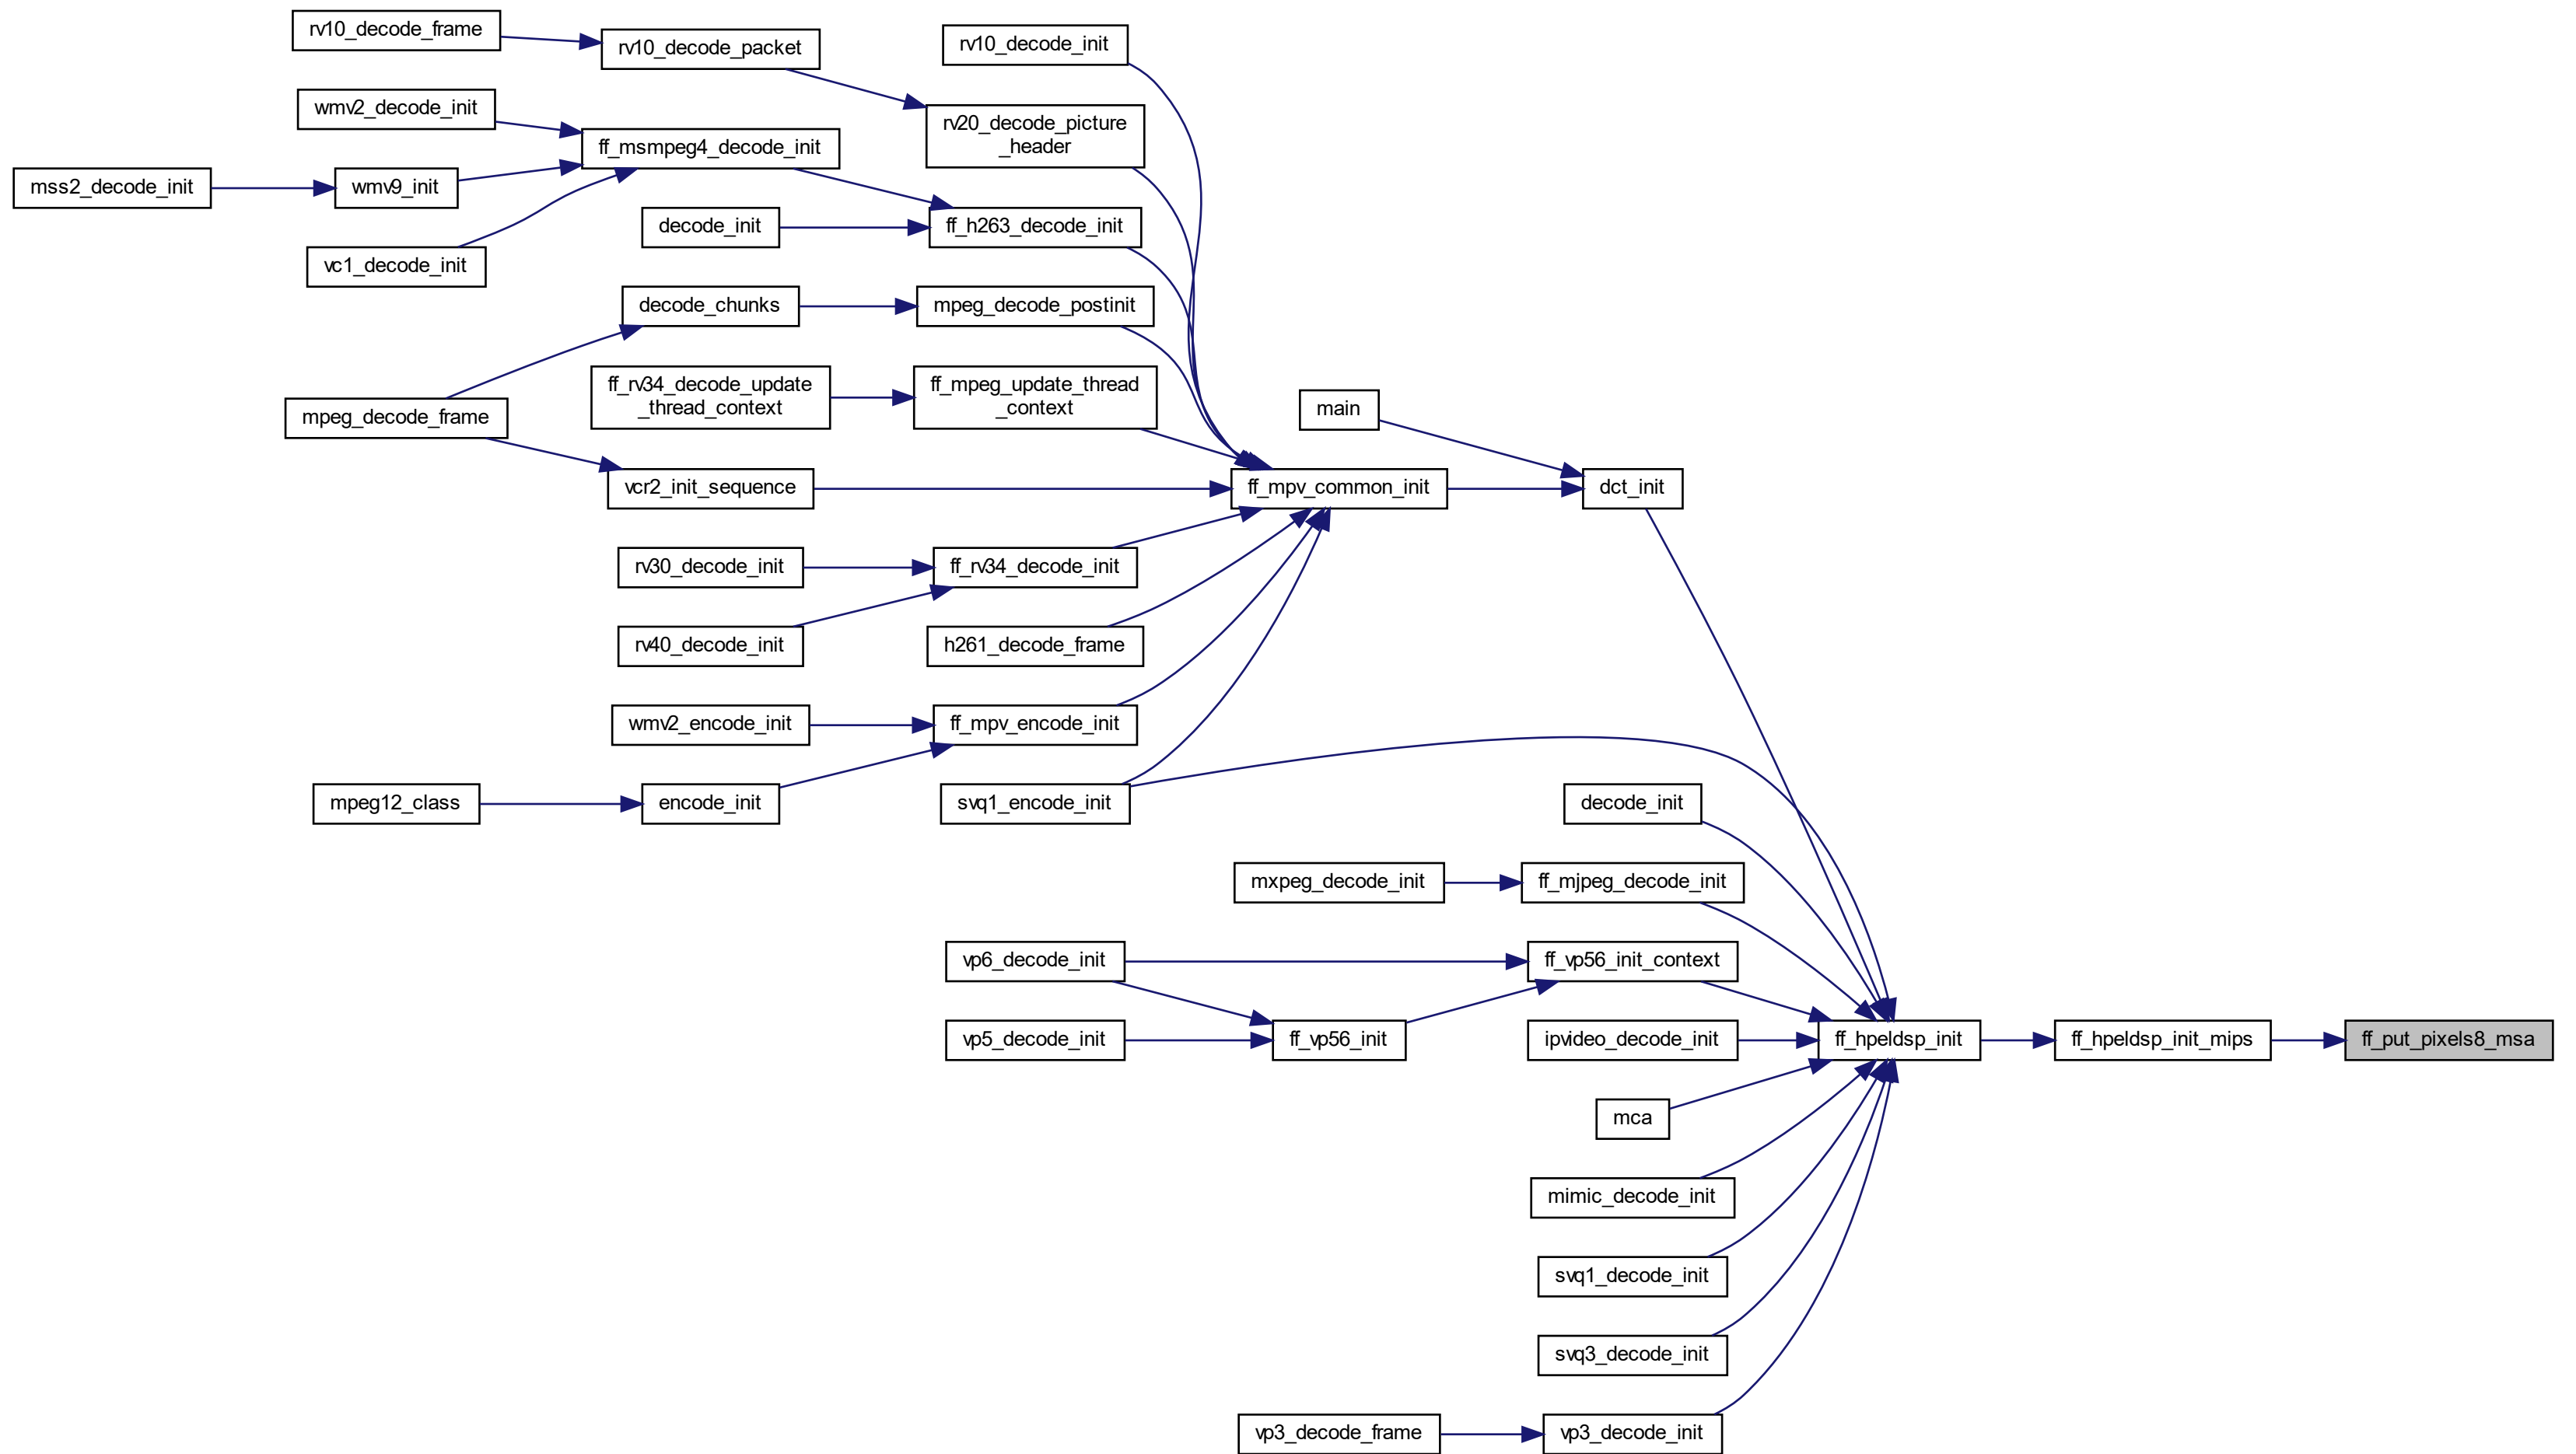 rv10_decode_frame
rv10_decode_packet
rv10_decode_init
wmv2_decode_init
rv20_decode_picture
_header
ff_msmpeg4_decode_init
mss2_decode_init
wmv9_init
decode_init
ff_h263_decode_init
vc1_decode_init
decode_chunks
mpeg_decode_postinit
ff_rv34_decode_update
_thread_context
ff_mpeg_update_thread
_context
main
mpeg_decode_frame
vcr2_init_sequence
ff_mpv_common_init
dct_init
rv30_decode_init
ff_rv34_decode_init
rv40_decode_init
h261_decode_frame
wmv2_encode_init
ff_mpv_encode_init
mpeg12_class
encode_init
svq1_encode_init
decode_init
mxpeg_decode_init
ff_mjpeg_decode_init
vp6_decode_init
ff_vp56_init_context
vp5_decode_init
ff_vp56_init
ipvideo_decode_init
ff_hpeldsp_init
ff_hpeldsp_init_mips
ff_put_pixels8_msa
mca
mimic_decode_init
svq1_decode_init
svq3_decode_init
vp3_decode_frame
vp3_decode_init